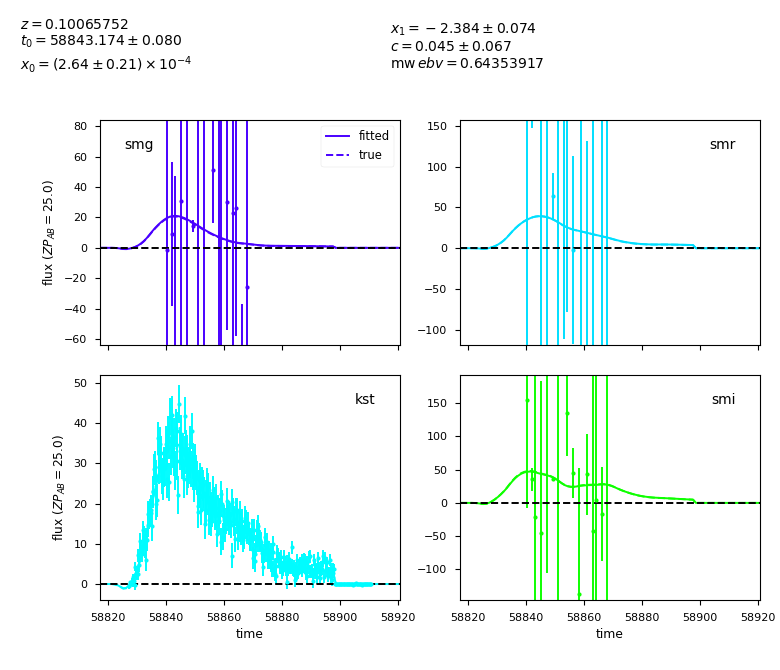 z = 0.10065752
t₀ = 58843.174 ± 0.080
x₀ = (2.64 ± 0.21) × 10⁻⁴
x₁ = −2.384 ± 0.074
c = 0.045 ± 0.067
mw ebv = 0.64353917
80
60
40
20
0
−20
−40
−60
flux (ZP_AB = 25.0)
smg
fitted
true
150
100
50
0
−50
−100
smr
50
40
30
20
10
0
flux (ZP_AB = 25.0)
kst
58820
58840
58860
58880
58900
58920
time
150
100
50
0
−50
−100
smi
58820
58840
58860
58880
58900
58920
time